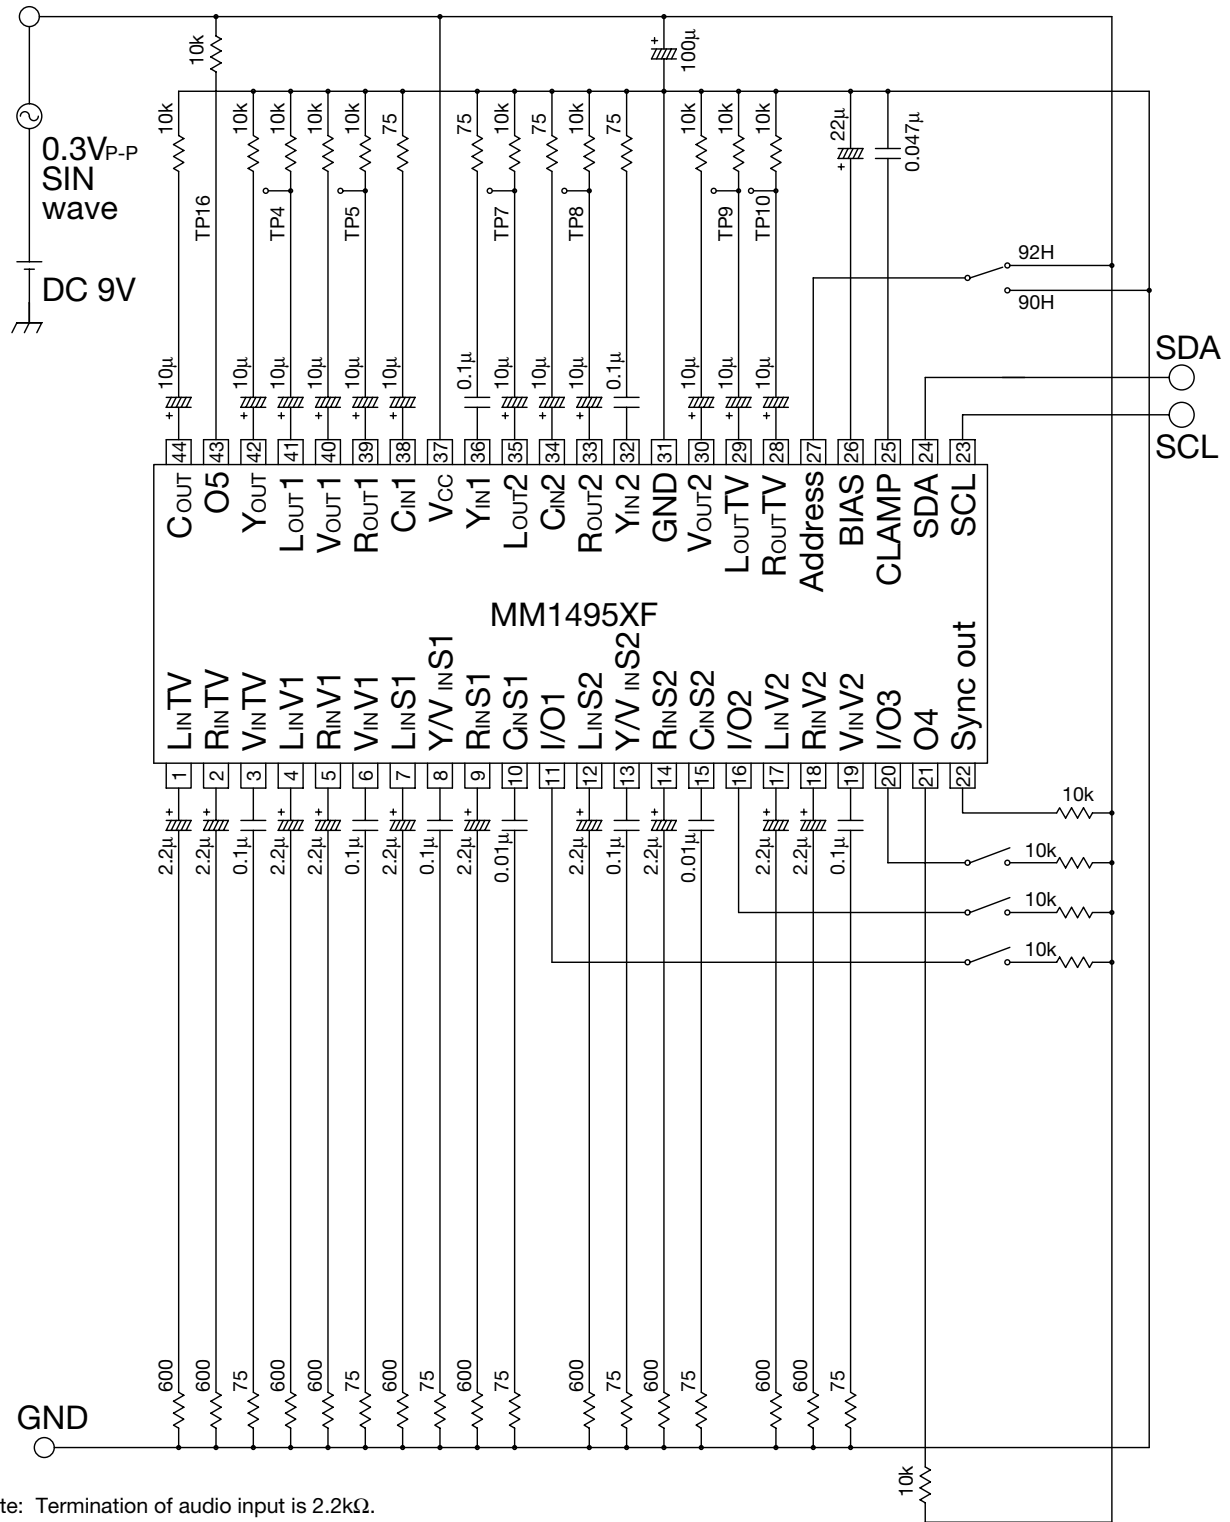 10k
100µ
0.3VP-P
SIN
wave
DC 9V
10k
10k
10k
10k
10k
75
75
10k
75
10k
75
10k
10k
10k
22µ
0.047µ
TP16
TP4
TP5
TP7
TP8
TP9
TP10
92H
90H
SDA
SCL
10µ
10µ
10µ
10µ
10µ
10µ
0.1µ
10µ
10µ
10µ
0.1µ
10µ
10µ
10µ
44
43
42
41
40
39
38
37
36
35
34
33
32
31
30
29
28
27
26
25
24
23
COUT
O5
YOUT
LOUT1
VOUT1
ROUT1
CIN1
VCC
YIN1
LOUT2
CIN2
ROUT2
YIN2
GND
VOUT2
LOUTTV
ROUTTV
Address
BIAS
CLAMP
SDA
SCL
MM1495XF
LINTV
RINTV
VINTV
LINV1
RINV1
VINV1
LINS1
Y/V INS1
RINS1
CINS1
I/O1
LINS2
Y/V INS2
RINS2
CINS2
I/O2
LINV2
RINV2
VINV2
I/O3
O4
Sync out
1
2
3
4
5
6
7
8
9
10
11
12
13
14
15
16
17
18
19
20
21
22
2.2µ
2.2µ
0.1µ
2.2µ
2.2µ
0.1µ
2.2µ
0.1µ
2.2µ
0.01µ
2.2µ
0.1µ
2.2µ
0.01µ
2.2µ
2.2µ
0.1µ
10k
10k
10k
10k
600
600
75
600
600
75
600
75
600
75
600
75
600
75
600
600
75
GND
10k
te: Termination of audio input is 2.2kΩ.